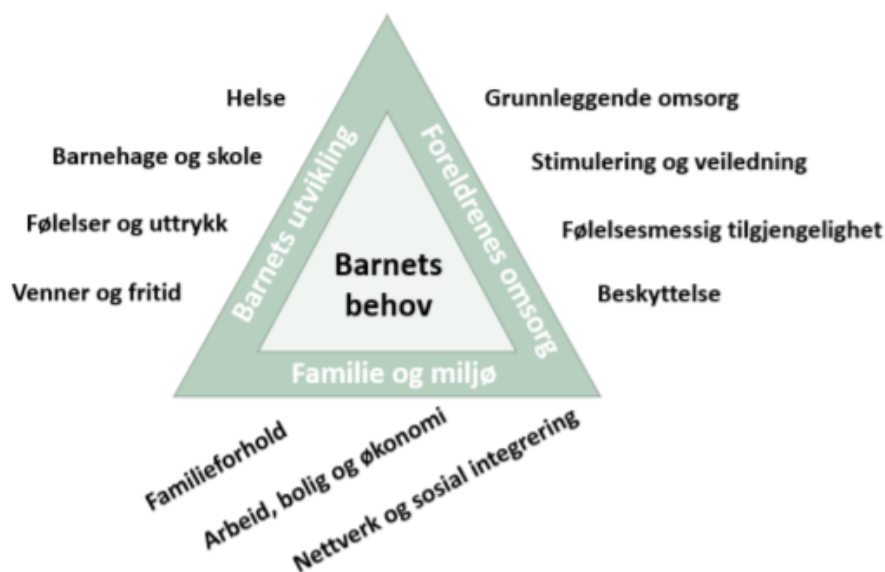 Helse
Barnehage og skole
Følelser og uttrykk
Venner og fritid
Barnets utvikling
Barnets
behov
Foreldrenes omsorg
Grunnleggende omsorg
Stimulering og veiledning
Følelsesmessig tilgjengelighet
Beskyttelse
Familie og miljø
Familieforhold
Arbeid, bolig og økonomi
Nettverk og sosial integrering